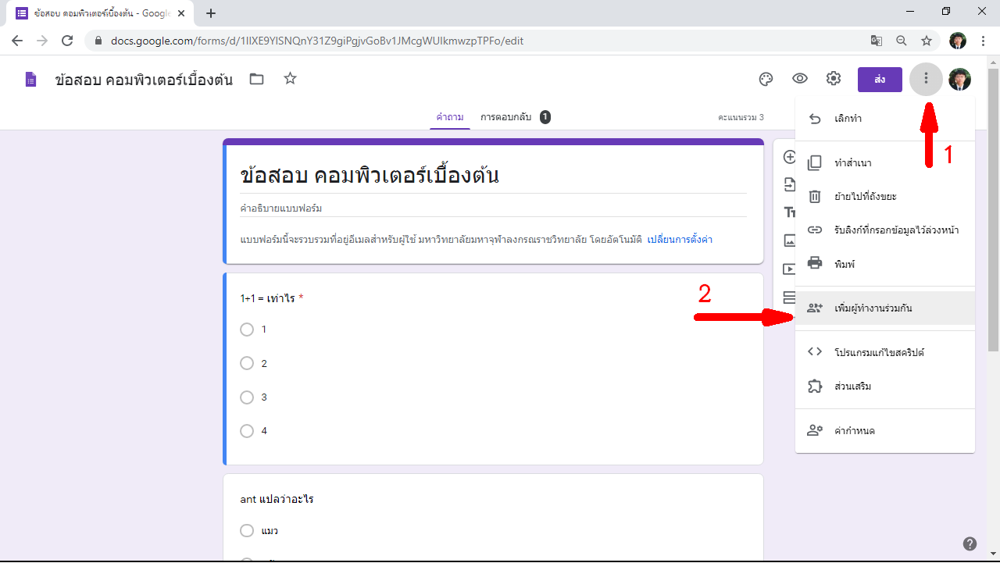 ข้อสอบ คอมพิวเตอร์เบื้องต้น - Google
docs.google.com/forms/d/1IIXE9YlSNQnY31Z9giPgjvGoBv1JMcgWUlkmwzpTPFo/edit
ข้อสอบ คอมพิวเตอร์เบื้องต้น
ส่ง
คำถาม
การตอบกลับ 1
คะแนนรวม 3
1
เลิกทำ
ทำสำเนา
ย้ายไปที่ถังขยะ
รับลิงก์ที่กรอกข้อมูลไว้ล่วงหน้า
พิมพ์
2
เพิ่มผู้ทำงานร่วมกัน
โปรแกรมแก้ไขสคริปต์
ส่วนเสริม
ค่ากำหนด
ข้อสอบ คอมพิวเตอร์เบื้องต้น
คำอธิบายแบบฟอร์ม
แบบฟอร์มนี้จะรวบรวมที่อยู่อีเมลสำหรับผู้ใช้ มหาวิทยาลัยมหาจุฬาลงกรณราชวิทยาลัย โดยอัตโนมัติ เปลี่ยนการตั้งค่า
Tт
1+1 = เท่าไร *
1
2
3
4
ant แปลว่าอะไร
แมว